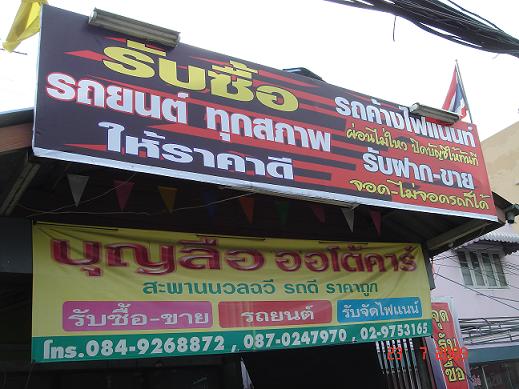 รับซื้อ
รถยนต์ ทุกสภาพ
ให้ราคาดี
รถค้างไฟแนนท์
ผ่อนไม่ไหว ปิดบัญชีให้ทันที
รับฝาก-ขาย
จอด-ไม่จอดรถก็ได้
บุญลือ ออโต้คาร์
สะพานนวลฉวี รถดี ราคาถูก
รับซื้อ-ขาย รถยนต์ รับจัดไฟแนน์
โทร.084-9268872 , 087-0247970 , 02-9753165
จุด
รับ
ซื้อ